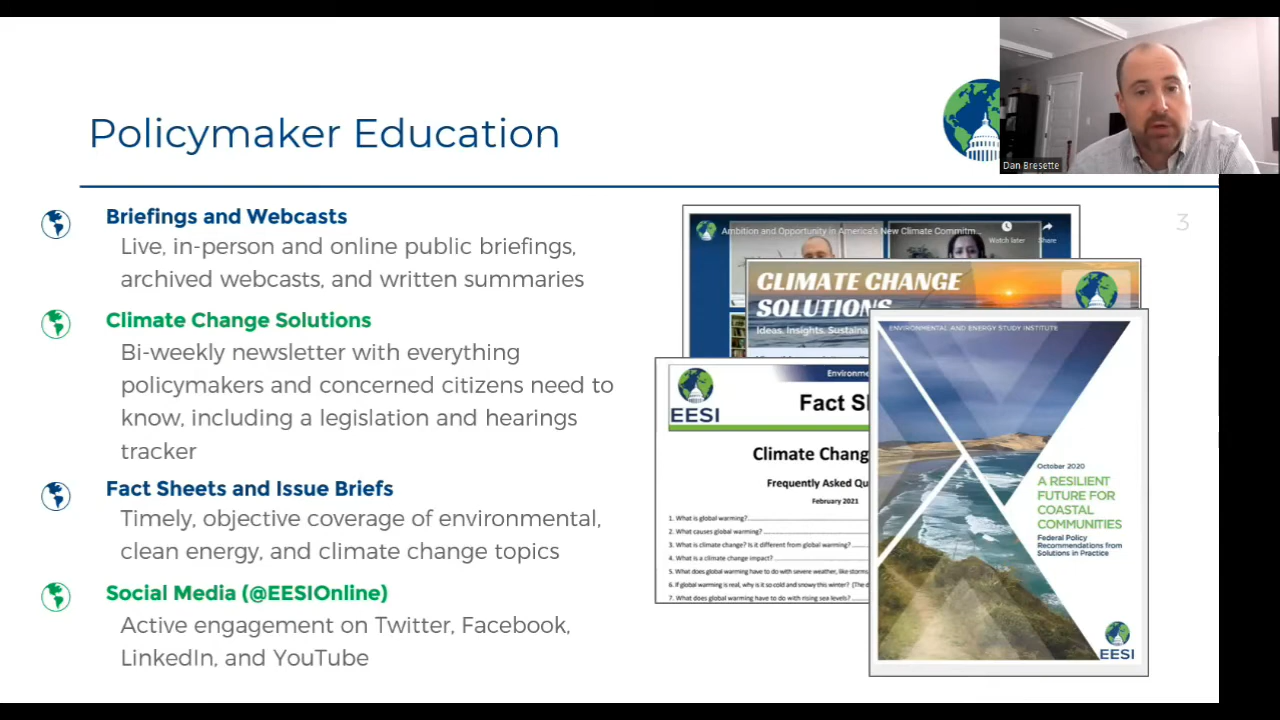 Policymaker Education
Dan Bresette
3
Briefings and Webcasts
Live, in-person and online public briefings,
archived webcasts, and written summaries
Climate Change Solutions
Bi-weekly newsletter with everything
policymakers and concerned citizens need to
know, including a legislation and hearings
tracker
Fact Sheets and Issue Briefs
Timely, objective coverage of environmental,
clean energy, and climate change topics
Social Media (@EESIOnline)
Active engagement on Twitter, Facebook,
LinkedIn, and YouTube
Ambition and Opportunity in America's New Climate Commitm...
Watch later
Share
CLIMATE CHANGE
SOLUTIONS
Ideas. Insights. Sustaina
EESI
Environme
Fact Sh
Climate Chang
Frequently Asked Qu
February 2021
1. What is global warming?
2. What causes global warming?
3. What is climate change? Is it different from global warming?
4. What is a climate change impact?
5. What does global warming have to do with severe weather, like storms,
6. If global warming is real, why is it so cold and snowy this winter? (The d
7. What does global warming have to do with rising sea levels?
ENVIRONMENTAL AND ENERGY STUDY INSTITUTE
October 2020
A RESILIENT
FUTURE FOR
COASTAL
COMMUNITIES
Federal Policy
Recommendations from
Solutions in Practice
EESI